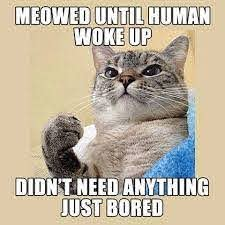 MEOWED UNTIL HUMAN
WOKE UP
DIDN'T NEED ANYTHING
JUST BORED